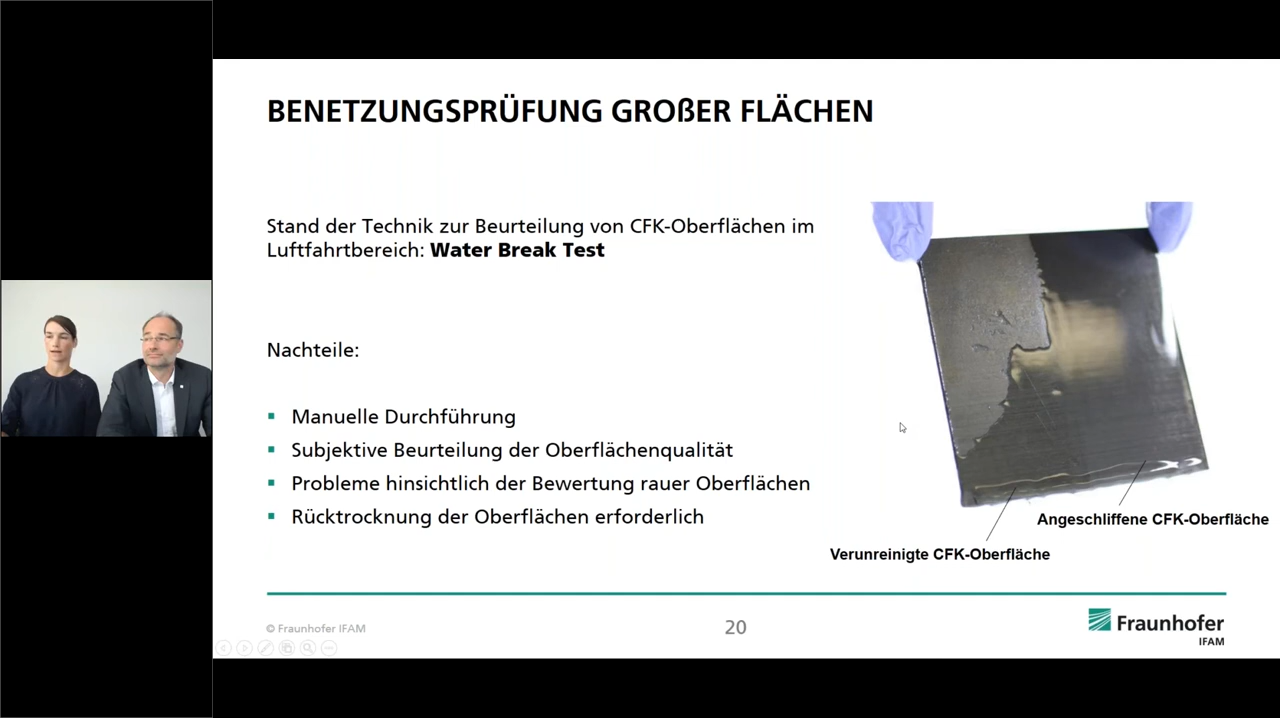 BENETZUNGSPRÜFUNG GROßER FLÄCHEN
Stand der Technik zur Beurteilung von CFK-Oberflächen im
Luftfahrtbereich: Water Break Test
Nachteile:
Manuelle Durchführung
Subjektive Beurteilung der Oberflächenqualität
Probleme hinsichtlich der Bewertung rauer Oberflächen
Rücktrocknung der Oberflächen erforderlich
Angeschliffene CFK-Oberfläche
Verunreinigte CFK-Oberfläche
© Fraunhofer IFAM
20
Fraunhofer
IFAM